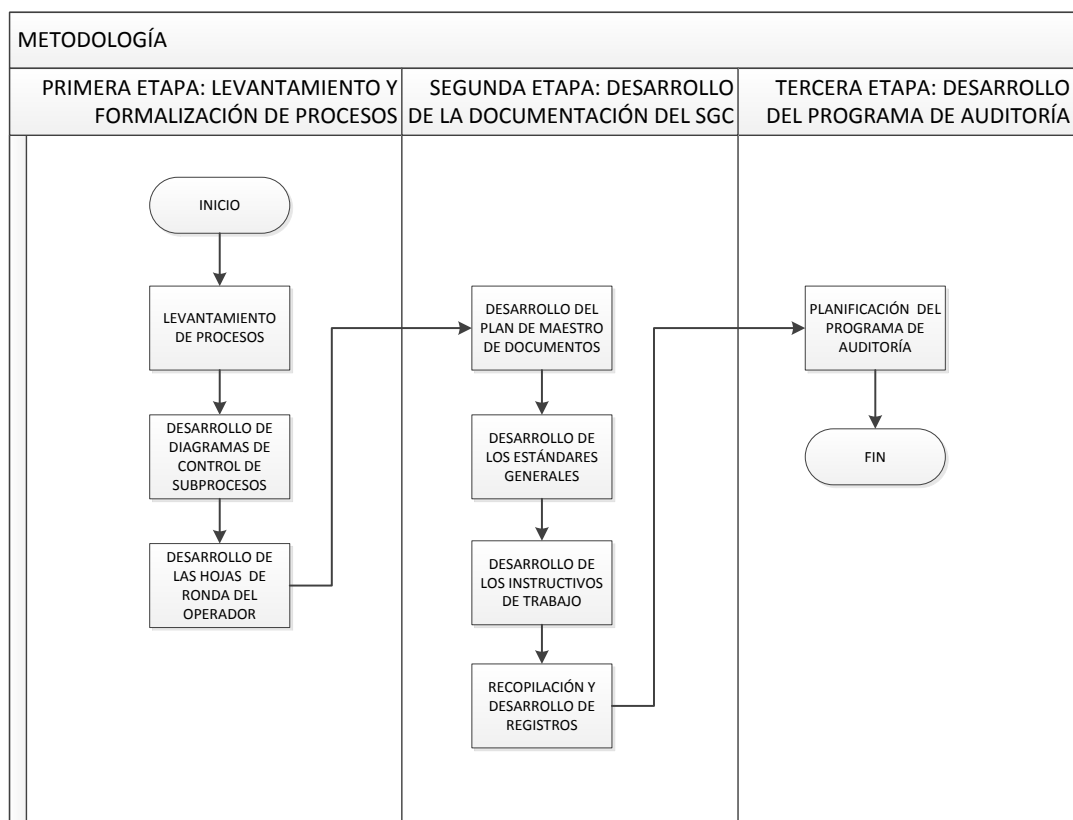 METODOLOGÍA
PRIMERA ETAPA: LEVANTAMIENTO Y
FORMALIZACIÓN DE PROCESOS
SEGUNDA ETAPA: DESARROLLO
DE LA DOCUMENTACIÓN DEL SGC
TERCERA ETAPA: DESARROLLO
DEL PROGRAMA DE AUDITORÍA
INICIO
LEVANTAMIENTO
DE PROCESOS
DESARROLLO DE
DIAGRAMAS DE
CONTROL DE
SUBPROCESOS
DESARROLLO DE
LAS HOJAS DE
RONDA DEL
OPERADOR
DESARROLLO DEL
PLAN DE MAESTRO
DE DOCUMENTOS
DESARROLLO DE
LOS ESTÁNDARES
GENERALES
DESARROLLO DE
LOS INSTRUCTIVOS
DE TRABAJO
RECOPILACIÓN Y
DESARROLLO DE
REGISTROS
PLANIFICACIÓN DEL
PROGRAMA DE
AUDITORÍA
FIN